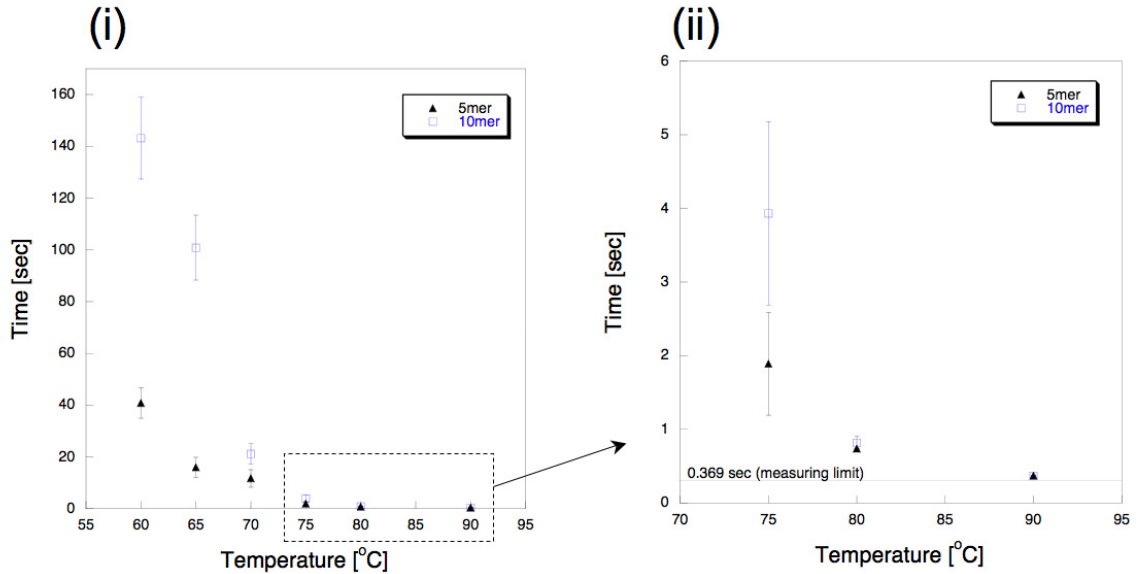 (i)
160
140
120
100
80
60
40
20
0
Time [sec]
5mer
10mer
55 60 65 70 75 80 85 90 95
Temperature [°C]
(ii)
6
5
4
3
2
1
0
Time [sec]
5mer
10mer
0.369 sec (measuring limit)
70 75 80 85 90 95
Temperature [°C]